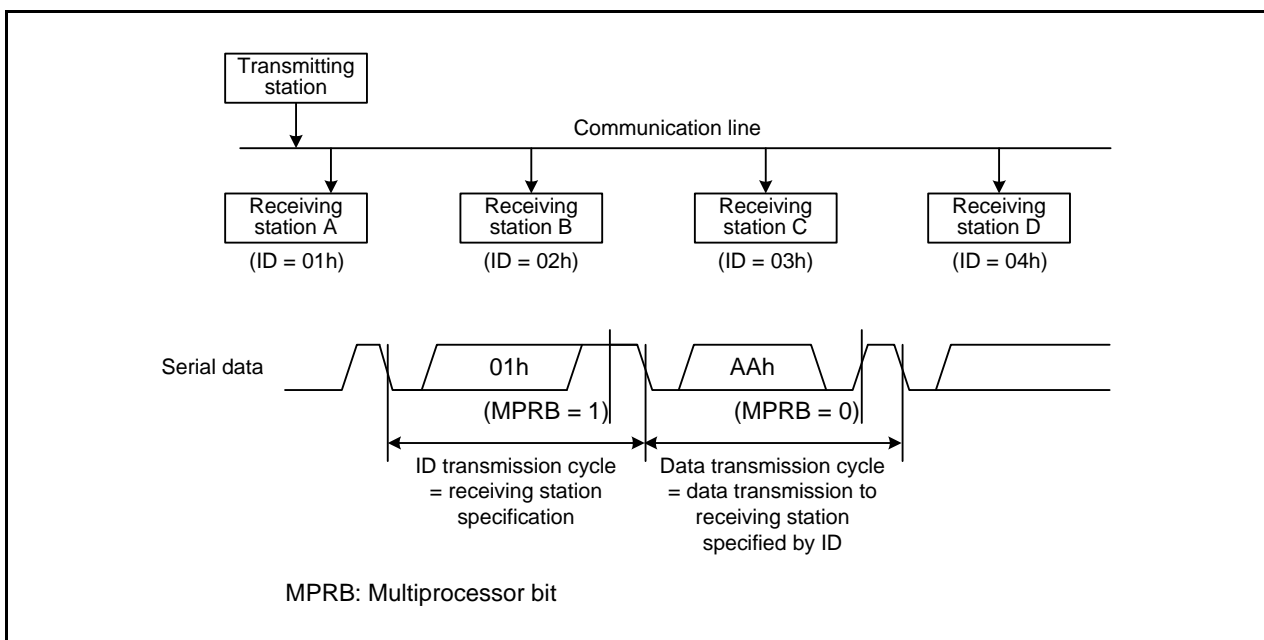 Transmitting
station
Communication line
Receiving
station A
Receiving
station B
Receiving
station C
Receiving
station D
(ID = 01h)
(ID = 02h)
(ID = 03h)
(ID = 04h)
Serial data
01h
AAh
(MPRB = 1)
(MPRB = 0)
ID transmission cycle
= receiving station
specification
Data transmission cycle
= data transmission to
receiving station
specified by ID
MPRB: Multiprocessor bit